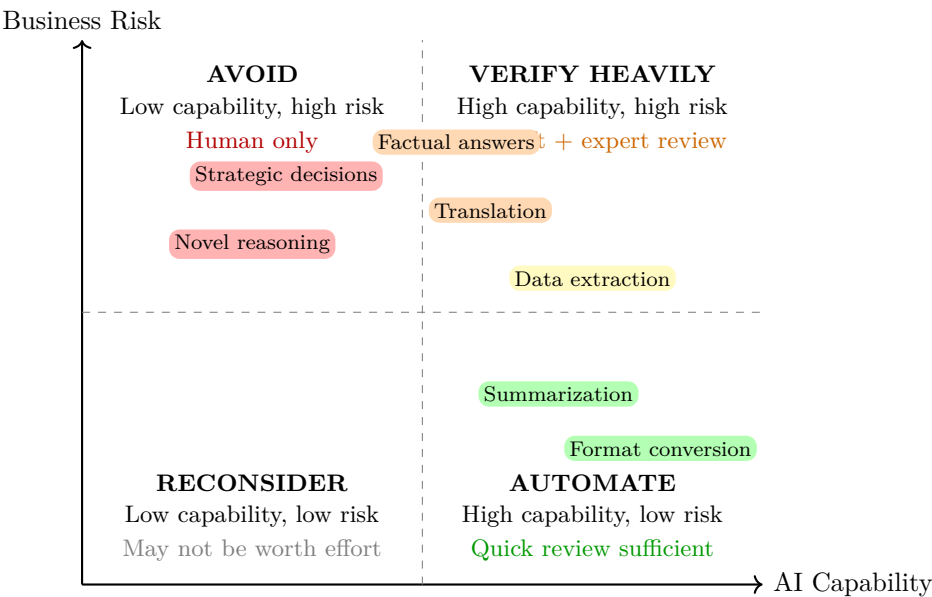 Business Risk
AVOID
Low capability, high risk
Human only
VERIFY HEAVILY
High capability, high risk
t + expert review
Factual answers
Strategic decisions
Translation
Novel reasoning
Data extraction
Summarization
Format conversion
RECONSIDER
Low capability, low risk
May not be worth effort
AUTOMATE
High capability, low risk
Quick review sufficient
AI Capability